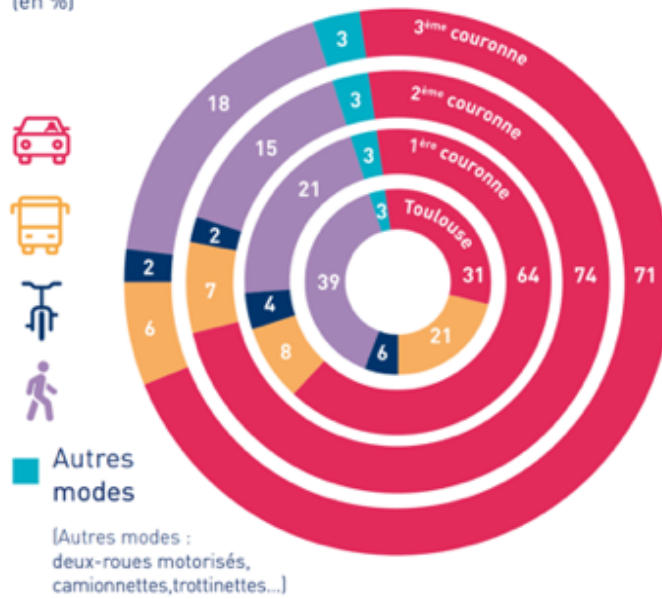 (en %)
3ème couronne
3
18
2ème couronne
3
15
1ère couronne
3
21
Toulouse
3
39
31
64
74
71
2
2
7
4
6
8
21
6
Autres
modes
(Autres modes :
deux-roues motorisés,
camionnettes,trottinettes...)